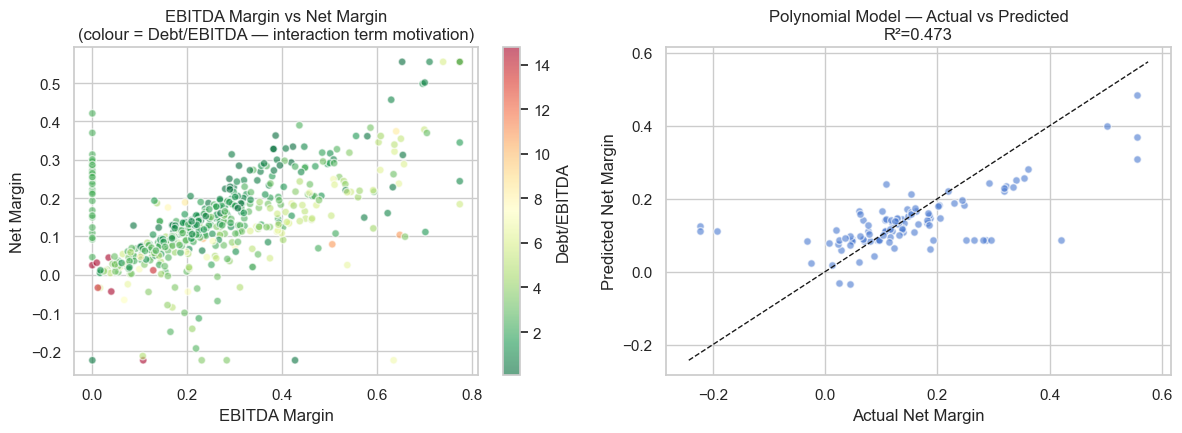 EBITDA Margin vs Net Margin
(colour = Debt/EBITDA — interaction term motivation)
Net Margin
0.5
0.4
0.3
0.2
0.1
0.0
−0.1
−0.2
0.0 0.2 0.4 0.6 0.8
EBITDA Margin
14
12
10
8
6
4
2
Debt/EBITDA
Polynomial Model — Actual vs Predicted
R²=0.473
Predicted Net Margin
0.6
0.4
0.2
0.0
−0.2
−0.2 0.0 0.2 0.4 0.6
Actual Net Margin